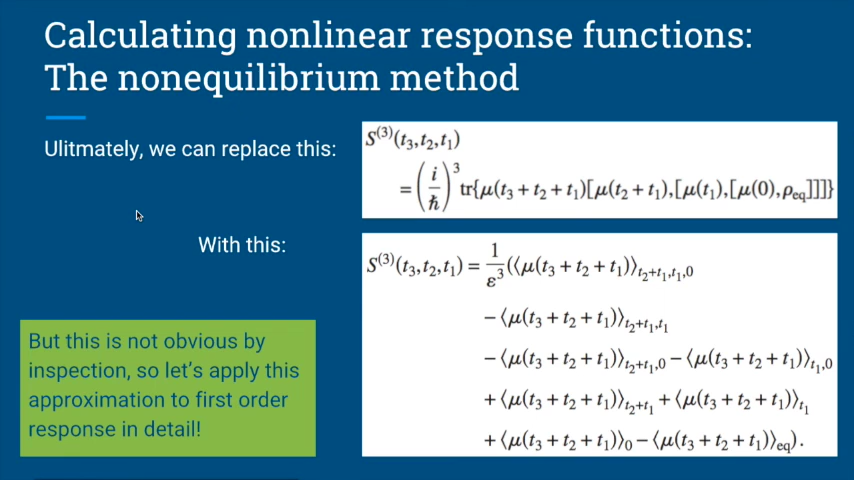 Calculating nonlinear response functions:
The nonequilibrium method
Ulitmately, we can replace this:
S⁽³⁾(t₃,t₂,t₁)
= (i/ħ)³ tr{μ(t₃ + t₂ + t₁)[μ(t₂ + t₁),[μ(t₁),[μ(0),ρ_eq]]]}
With this:
S⁽³⁾(t₃,t₂,t₁) = 1/ε³ (⟨μ(t₃ + t₂ + t₁)⟩_{t₂+t₁,t₁,0}
− ⟨μ(t₃ + t₂ + t₁)⟩_{t₂+t₁,t₁}
− ⟨μ(t₃ + t₂ + t₁)⟩_{t₂+t₁,0} − ⟨μ(t₃ + t₂ + t₁)⟩_{t₁,0}
+ ⟨μ(t₃ + t₂ + t₁)⟩_{t₂+t₁} + ⟨μ(t₃ + t₂ + t₁)⟩_{t₁}
+ ⟨μ(t₃ + t₂ + t₁)⟩₀ − ⟨μ(t₃ + t₂ + t₁)⟩_{eq}).
But this is not obvious by
inspection, so let's apply this
approximation to first order
response in detail!